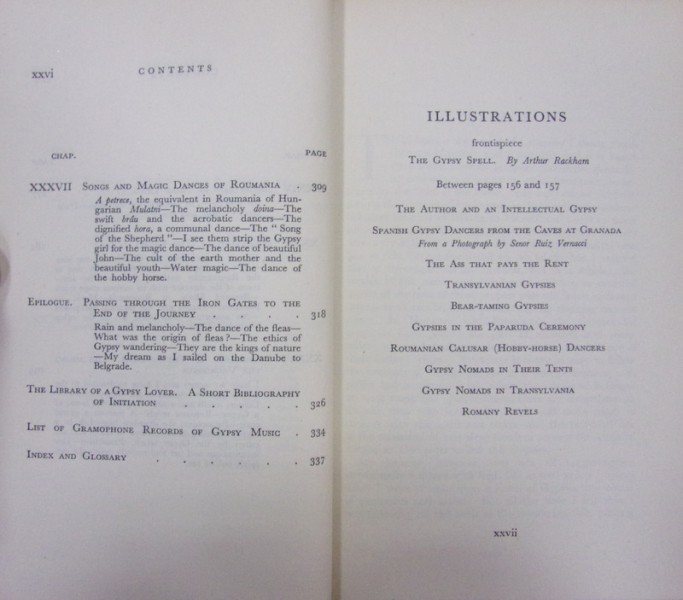 xxvi CONTENTS
CHAP. PAGE
XXXVII SONGS AND MAGIC DANCES OF ROUMANIA . 309
A petrece, the equivalent in Roumania of Hun-
garian Mulatni—The melancholy doina—The
swift brdu and the acrobatic dancers—The
dignified hora, a communal dance—The " Song
of the Shepherd "—I see them strip the Gypsy
girl for the magic dance—The dance of beautiful
John—The cult of the earth mother and the
beautiful youth—Water magic—The dance of
the hobby horse.
EPILOGUE. PASSING THROUGH THE IRON GATES TO THE
END OF THE JOURNEY . . . . 318
Rain and melancholy—The dance of the fleas—
What was the origin of fleas ?—The ethics of
Gypsy wandering—They are the kings of nature
—My dream as I sailed on the Danube to
Belgrade.
THE LIBRARY OF A GYPSY LOVER. A SHORT BIBLIOGRAPHY
OF INITIATION . . . . . 326
LIST OF GRAMOPHONE RECORDS OF GYPSY MUSIC . 334
INDEX AND GLOSSARY . . . . . . 337
ILLUSTRATIONS
frontispiece
THE GYPSY SPELL. By Arthur Rackham
Between pages 156 and 157
THE AUTHOR AND AN INTELLECTUAL GYPSY
SPANISH GYPSY DANCERS FROM THE CAVES AT GRANADA
From a Photograph by Senor Ruiz Vernacci
THE ASS THAT PAYS THE RENT
TRANSYLVANIAN GYPSIES
BEAR-TAMING GYPSIES
GYPSIES IN THE PAPARUDA CEREMONY
ROUMANIAN CALUSAR (HOBBY-HORSE) DANCERS
GYPSY NOMADS IN THEIR TENTS
GYPSY NOMADS IN TRANSYLVANIA
ROMANY REVELS
xxvii